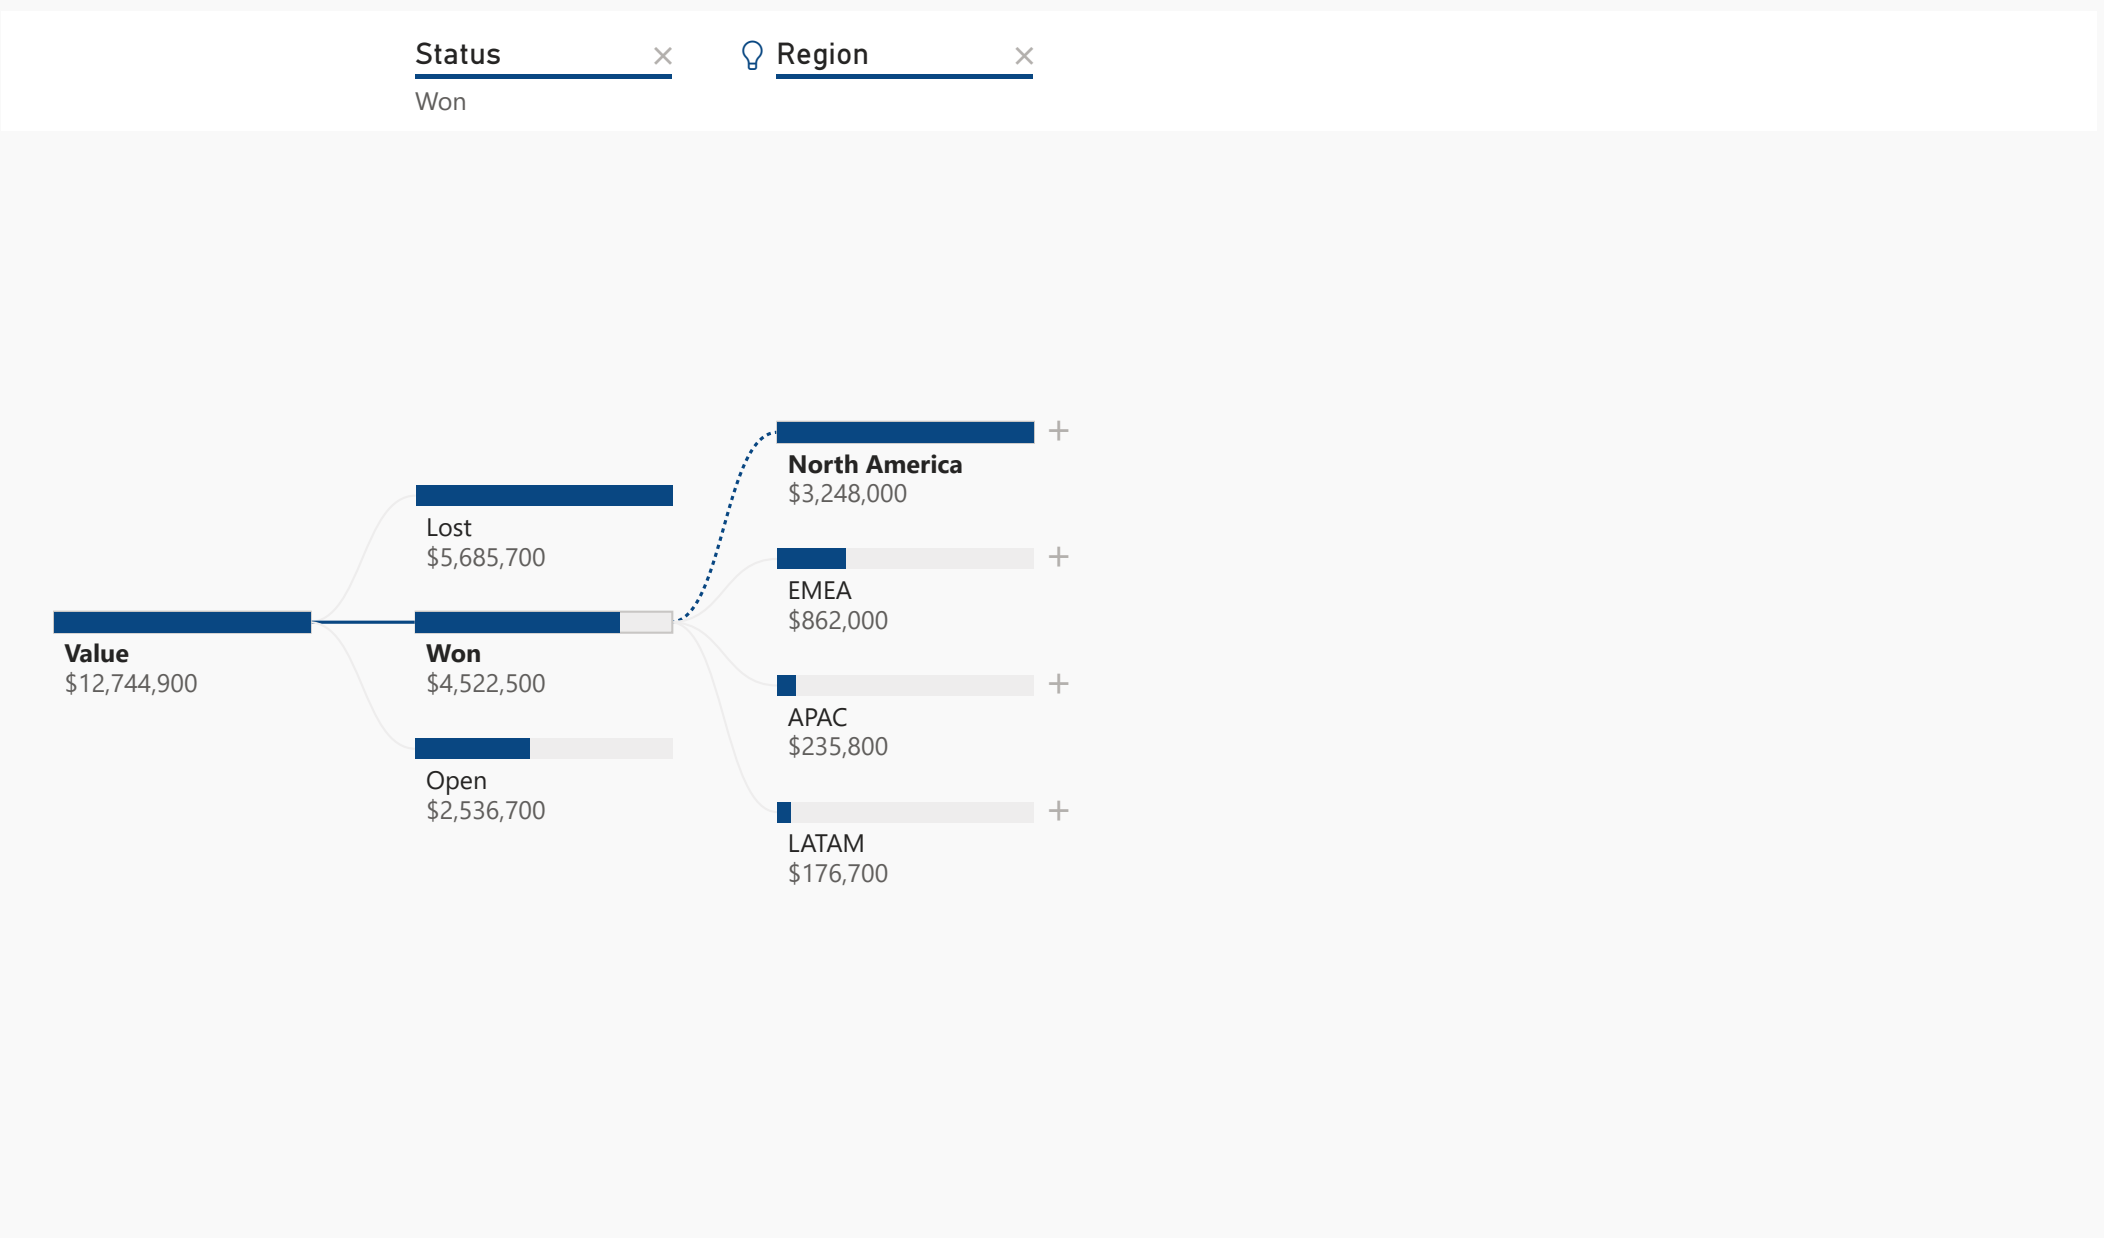 Status
Region
Won
Value
$12,744,900
Lost
$5,685,700
Won
$4,522,500
Open
$2,536,700
North America
$3,248,000
EMEA
$862,000
APAC
$235,800
LATAM
$176,700